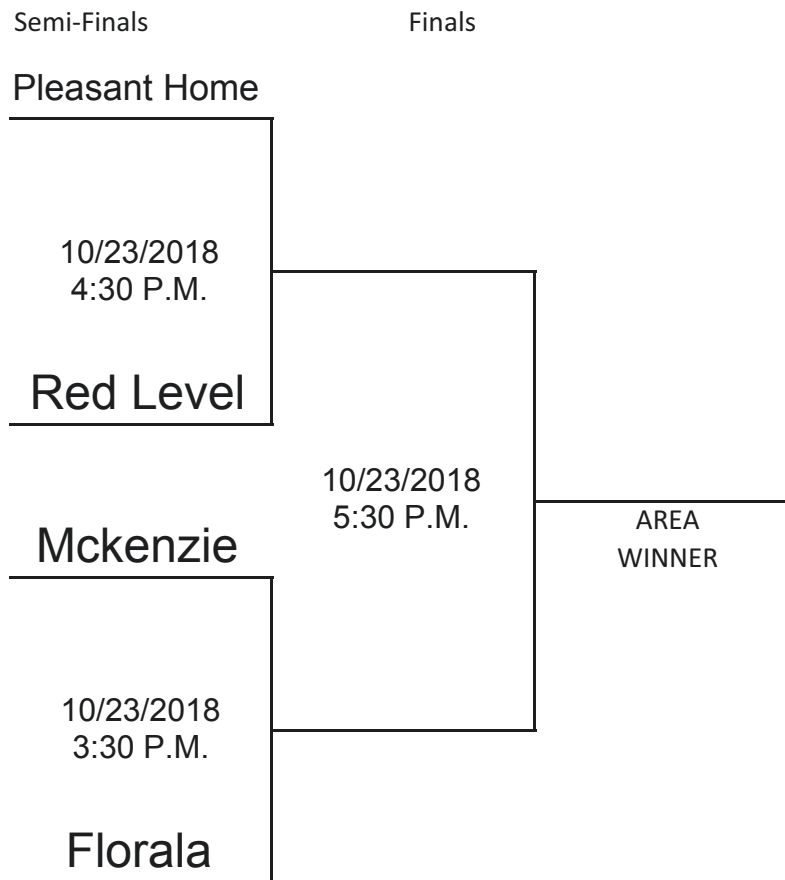 Semi-Finals
Finals
Pleasant Home
10/23/2018
4:30 P.M.
Red Level
10/23/2018
5:30 P.M.
AREA
WINNER
Mckenzie
10/23/2018
3:30 P.M.
Florala